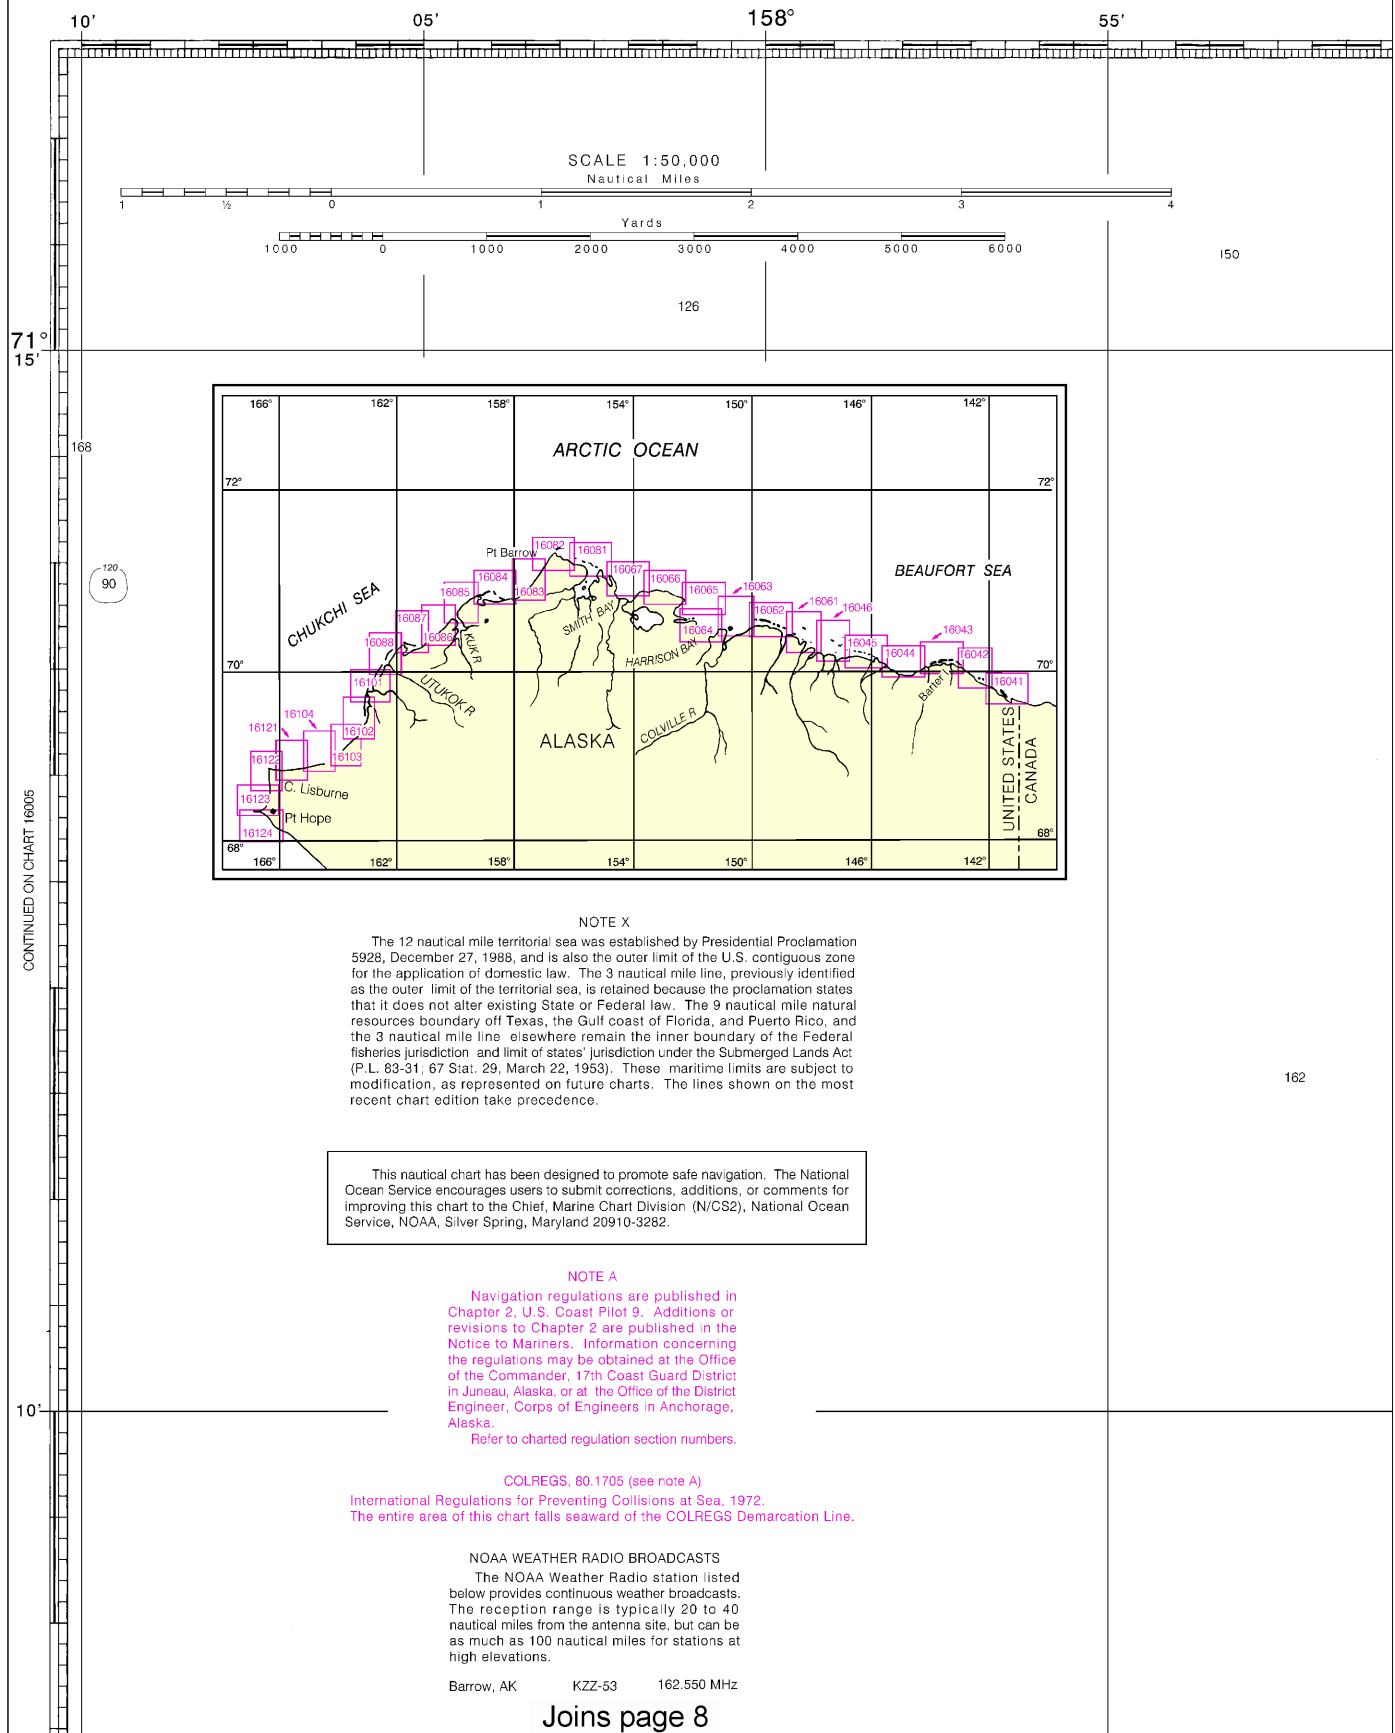 10'
05'
158°
55'
SCALE 1:50,000
Nautical Miles
1 ½ 0 1 2 3 4
Yards
1000 0 1000 2000 3000 4000 5000 6000
150
126
71°
15'
166° 162° 158° 154° 150° 146° 142°
168
ARCTIC OCEAN
72° 72°
Pt Barrow
16082
16081
16067
16066
16065
16063
16084
16083
16085
BEAUFORT SEA
120
90
CHUKCHI SEA
16087
16086
16088
KUK R
SMITH BAY
16064
16062
16061
16046
16045
16044
16043
16042
16041
HARRISON BAY
70° 70°
16101
UTUKOK R
Barter I
16104
16121
16102
16103
COLVILLE R
ALASKA
UNITED STATES
CANADA
16122
C. Lisburne
16123
Pt Hope
16124
68° 68°
166° 162° 158° 154° 150° 146° 142°
CONTINUED ON CHART 16005
NOTE X
The 12 nautical mile territorial sea was established by Presidential Proclamation
5928, December 27, 1988, and is also the outer limit of the U.S. contiguous zone
for the application of domestic law. The 3 nautical mile line, previously identified
as the outer limit of the territorial sea, is retained because the proclamation states
that it does not alter existing State or Federal law. The 9 nautical mile natural
resources boundary off Texas, the Gulf coast of Florida, and Puerto Rico, and
the 3 nautical mile line elsewhere remain the inner boundary of the Federal
fisheries jurisdiction and limit of states' jurisdiction under the Submerged Lands Act
(P.L. 83-31; 67 Stat. 29, March 22, 1953). These maritime limits are subject to
modification, as represented on future charts. The lines shown on the most
recent chart edition take precedence.
162
This nautical chart has been designed to promote safe navigation. The National
Ocean Service encourages users to submit corrections, additions, or comments for
improving this chart to the Chief, Marine Chart Division (N/CS2), National Ocean
Service, NOAA, Silver Spring, Maryland 20910-3282.
NOTE A
Navigation regulations are published in
Chapter 2, U.S. Coast Pilot 9. Additions or
revisions to Chapter 2 are published in the
Notice to Mariners. Information concerning
the regulations may be obtained at the Office
of the Commander, 17th Coast Guard District
in Juneau, Alaska, or at the Office of the District
Engineer, Corps of Engineers in Anchorage,
Alaska.
Refer to charted regulation section numbers.
10'
COLREGS, 80.1705 (see note A)
International Regulations for Preventing Collisions at Sea, 1972.
The entire area of this chart falls seaward of the COLREGS Demarcation Line.
NOAA WEATHER RADIO BROADCASTS
The NOAA Weather Radio station listed
below provides continuous weather broadcasts.
The reception range is typically 20 to 40
nautical miles from the antenna site, but can be
as much as 100 nautical miles for stations at
high elevations.
Barrow, AK KZZ-53 162.550 MHz
Joins page 8